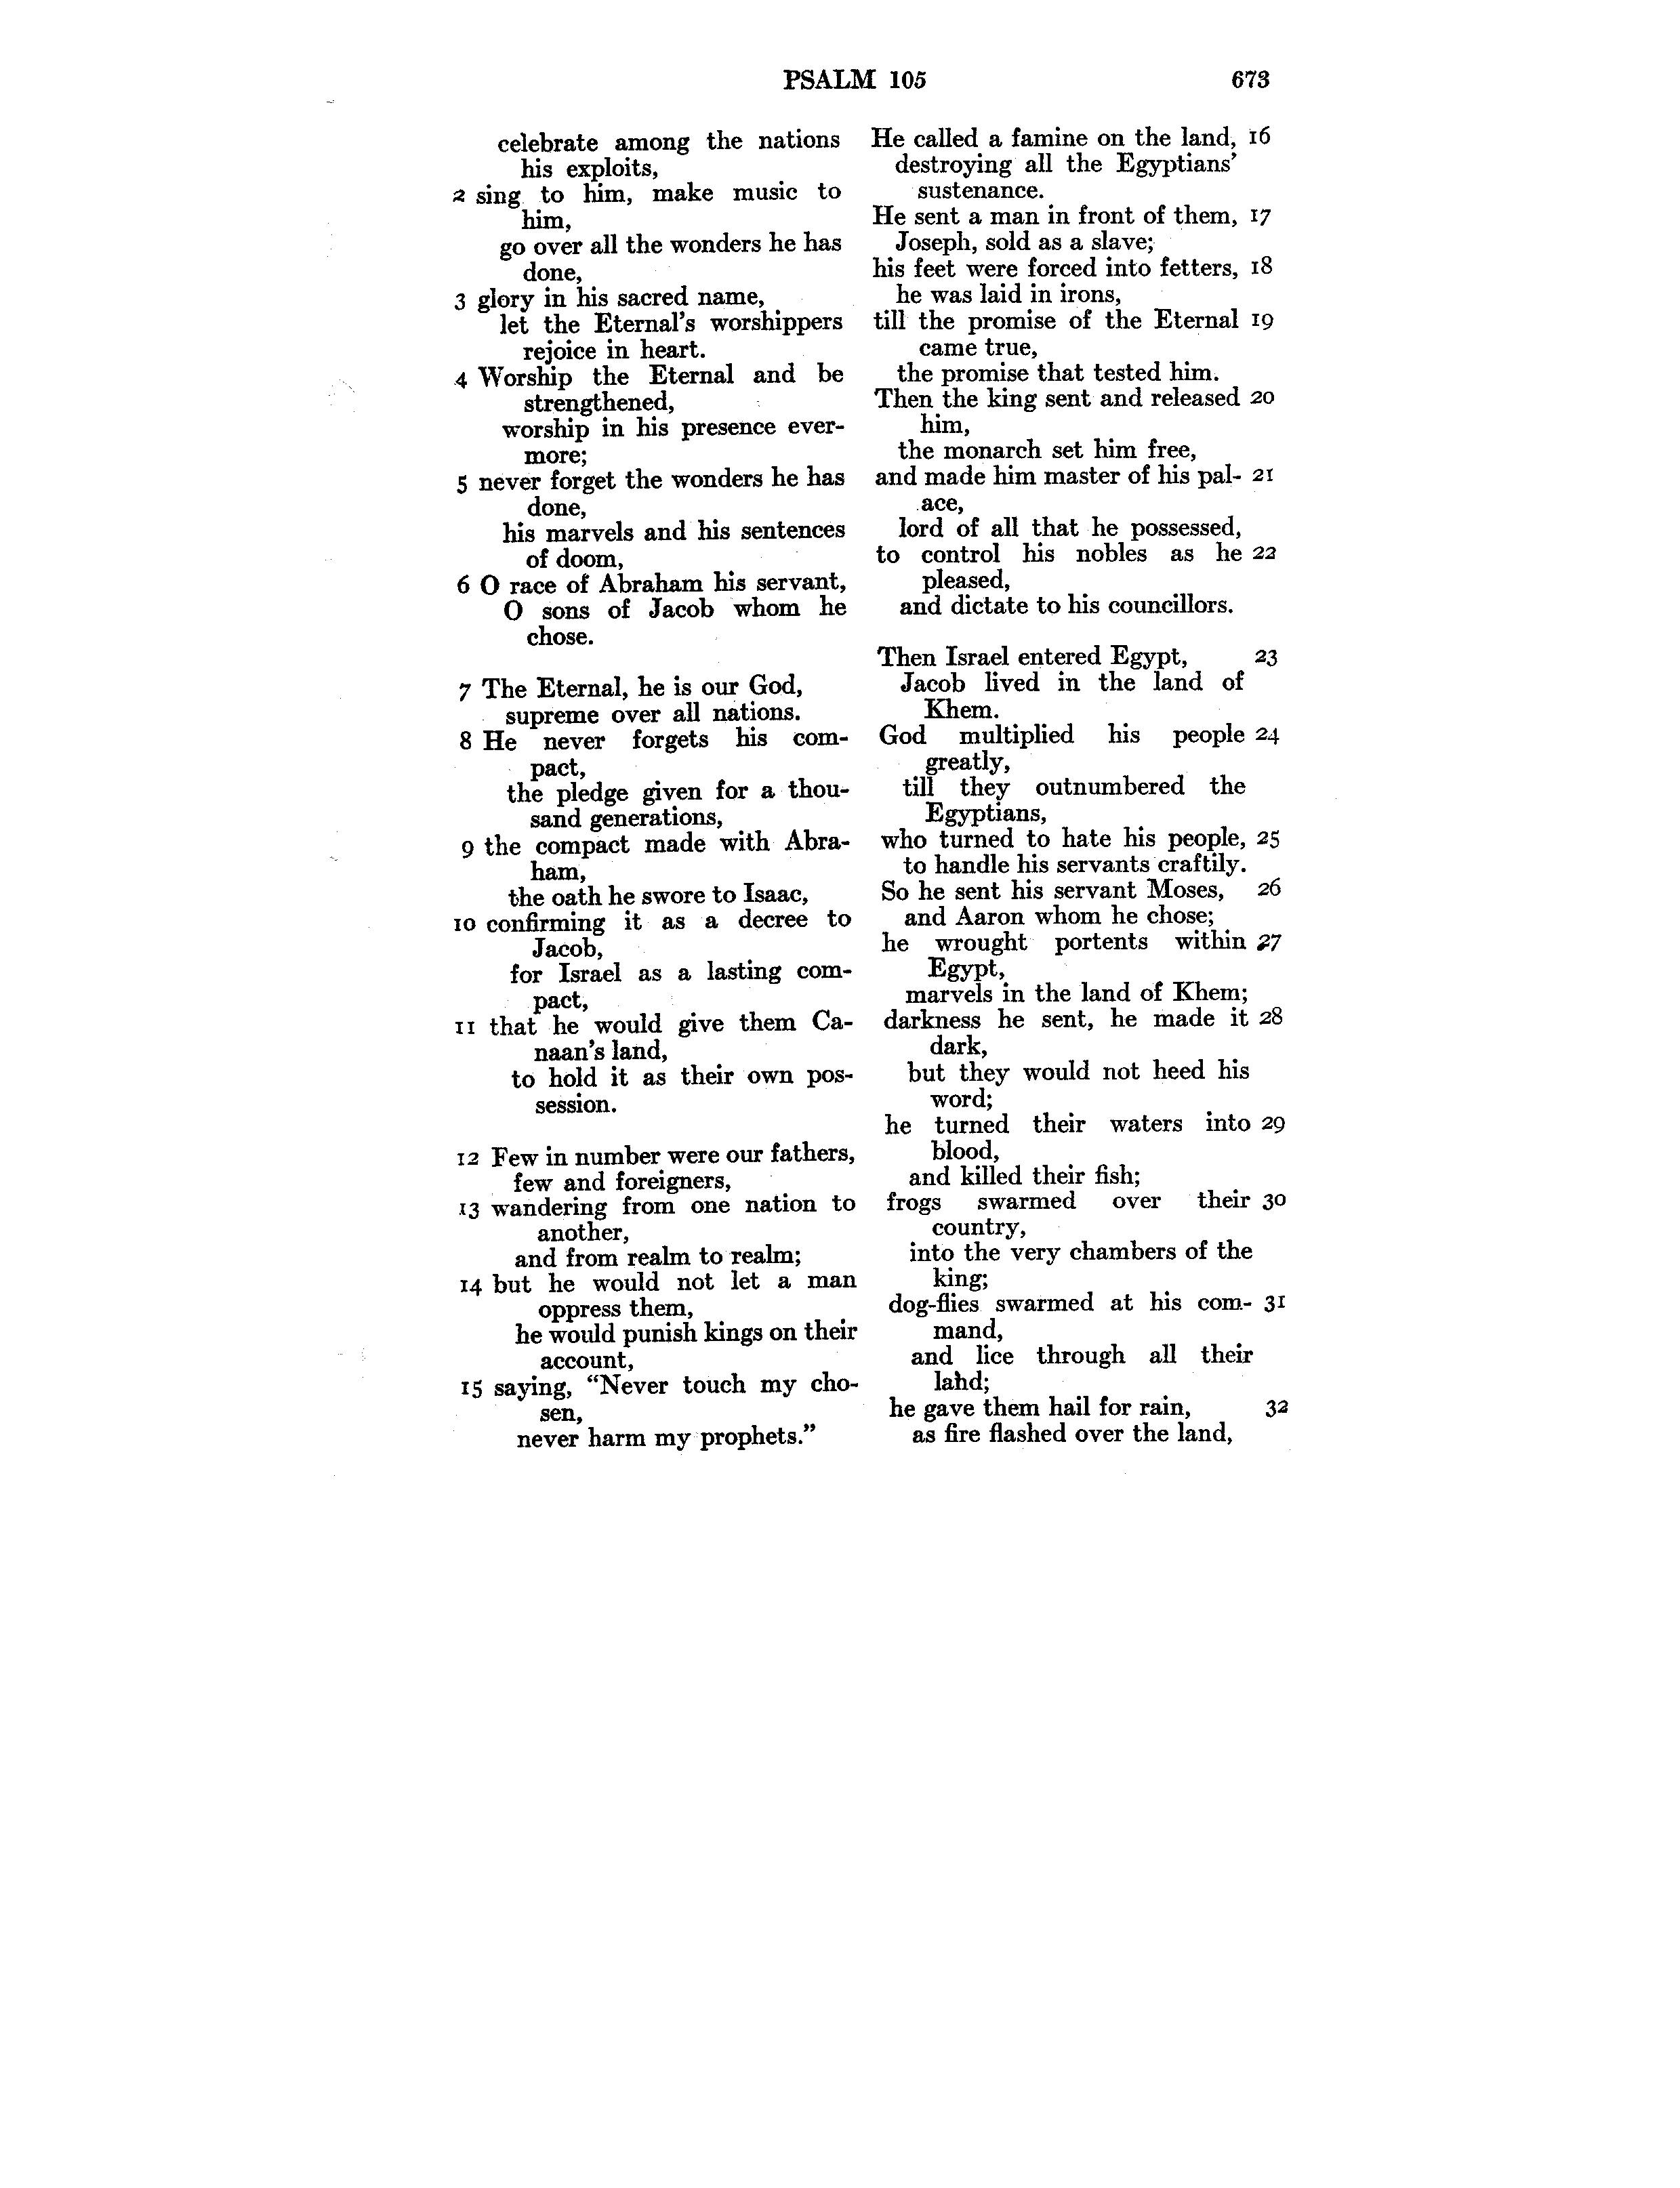 PSALM 105 673
celebrate among the nations
his exploits,
2 sing to him, make music to
him,
go over all the wonders he has
done,
3 glory in his sacred name,
let the Eternal's worshippers
rejoice in heart.
4 Worship the Eternal and be
strengthened,
worship in his presence ever-
more;
5 never forget the wonders he has
done,
his marvels and his sentences
of doom,
6 O race of Abraham his servant,
O sons of Jacob whom he
chose.
7 The Eternal, he is our God,
supreme over all nations.
8 He never forgets his com-
pact,
the pledge given for a thou-
sand generations,
9 the compact made with Abra-
ham,
the oath he swore to Isaac,
10 confirming it as a decree to
Jacob,
for Israel as a lasting com-
pact,
11 that he would give them Ca-
naan's land,
to hold it as their own pos-
session.
12 Few in number were our fathers,
few and foreigners,
13 wandering from one nation to
another,
and from realm to realm;
14 but he would not let a man
oppress them,
he would punish kings on their
account,
15 saying, “Never touch my cho-
sen,
never harm my prophets.”
He called a famine on the land, 16
destroying all the Egyptians’
sustenance.
He sent a man in front of them, 17
Joseph, sold as a slave;
his feet were forced into fetters, 18
he was laid in irons,
till the promise of the Eternal 19
came true,
the promise that tested him.
Then the king sent and released 20
him,
the monarch set him free,
and made him master of his pal- 21
ace,
lord of all that he possessed,
to control his nobles as he 22
pleased,
and dictate to his councillors.
Then Israel entered Egypt, 23
Jacob lived in the land of
Khem.
God multiplied his people 24
greatly,
till they outnumbered the
Egyptians,
who turned to hate his people, 25
to handle his servants craftily.
So he sent his servant Moses, 26
and Aaron whom he chose;
he wrought portents within 27
Egypt,
marvels in the land of Khem;
darkness he sent, he made it 28
dark,
but they would not heed his
word;
he turned their waters into 29
blood,
and killed their fish;
frogs swarmed over their 30
country,
into the very chambers of the
king;
dog-flies swarmed at his com- 31
mand,
and lice through all their
land;
he gave them hail for rain, 32
as fire flashed over the land,